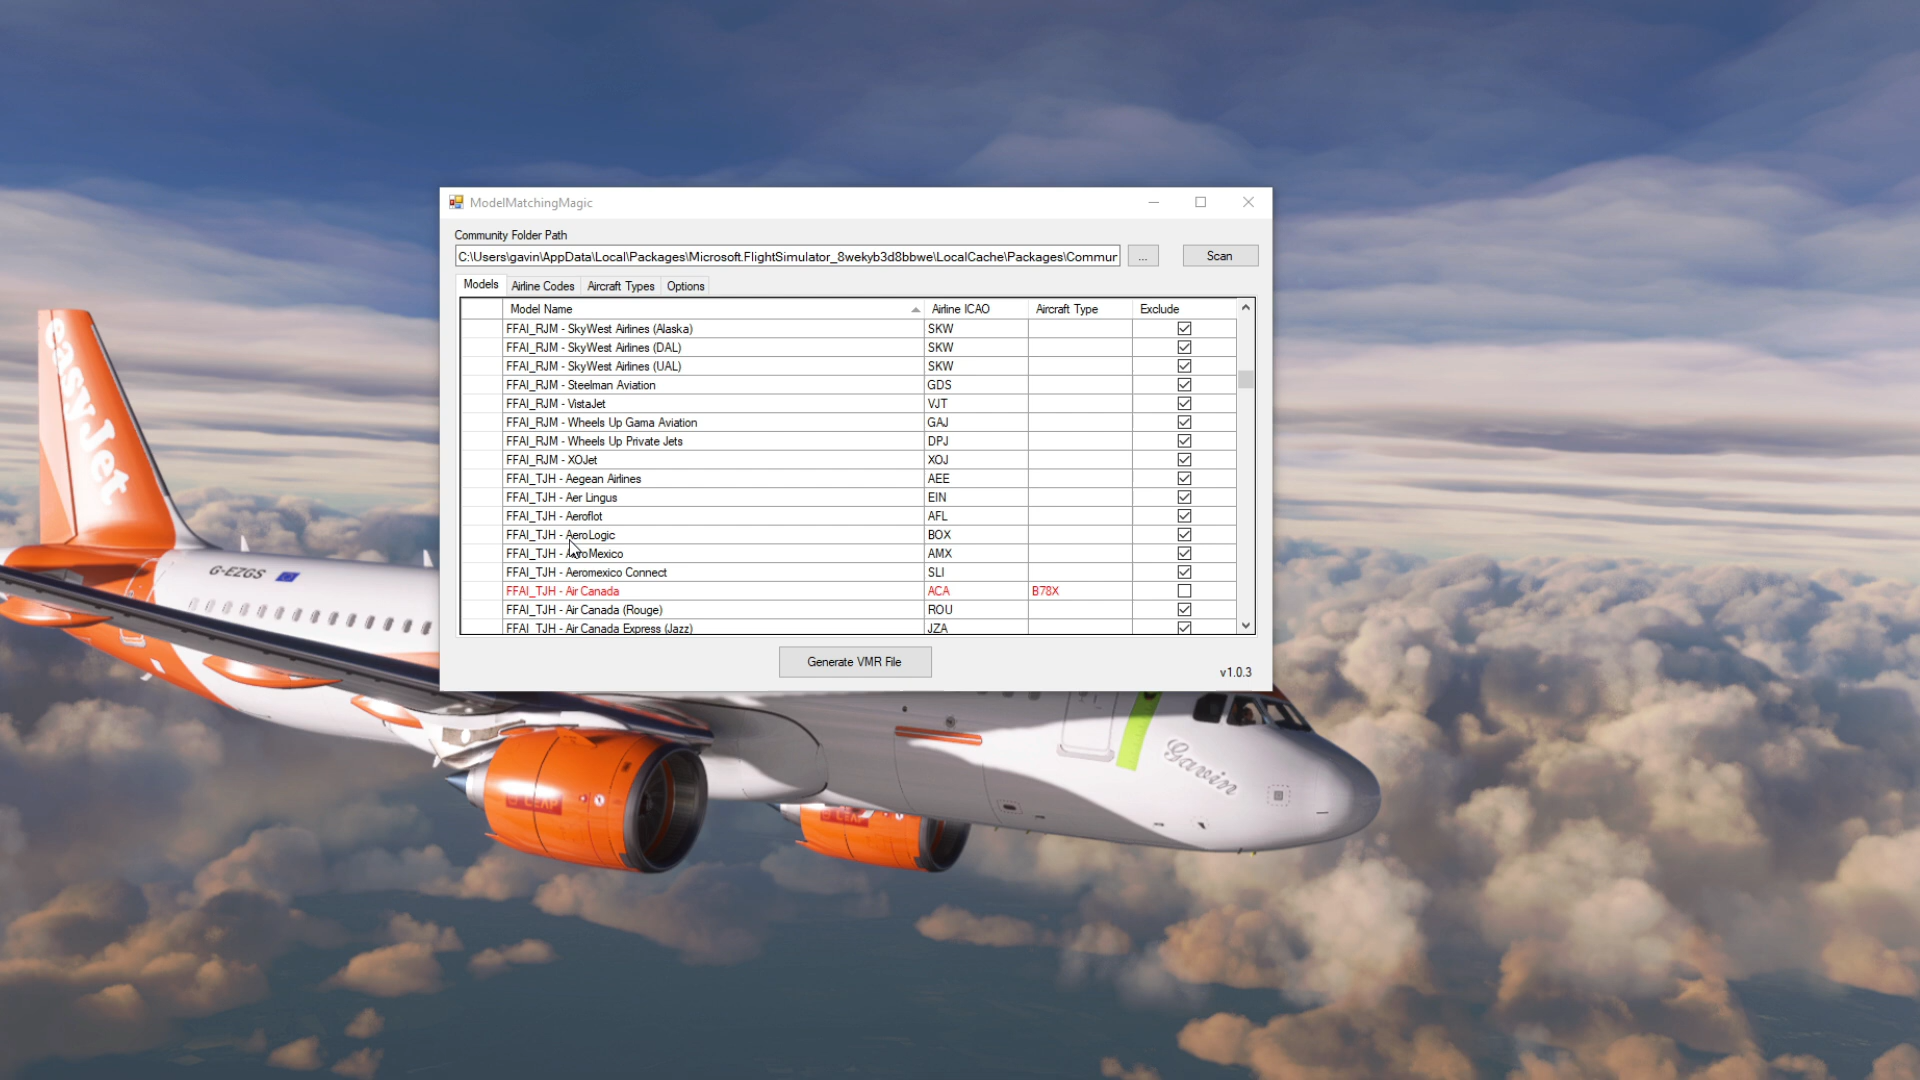 ModelMatchingMagic
Community Folder Path
C:\Users\gavin\AppData\Local\Packages\Microsoft.FlightSimulator_8wekyb3d8bbwe\LocalCache\Packages\Commur
...
Scan
Models
Airline Codes
Aircraft Types
Options
Model Name Airline ICAO Aircraft Type Exclude
FFAI_RJM - SkyWest Airlines (Alaska) SKW
FFAI_RJM - SkyWest Airlines (DAL) SKW
FFAI_RJM - SkyWest Airlines (UAL) SKW
FFAI_RJM - Steelman Aviation GDS
FFAI_RJM - VistaJet VJT
FFAI_RJM - Wheels Up Gama Aviation GAJ
FFAI_RJM - Wheels Up Private Jets DPJ
FFAI_RJM - XOJet XOJ
FFAI_TJH - Aegean Airlines AEE
FFAI_TJH - Aer Lingus EIN
FFAI_TJH - Aeroflot AFL
FFAI_TJH - AeroLogic BOX
FFAI_TJH - AeroMexico AMX
FFAI_TJH - Aeromexico Connect SLI
FFAI_TJH - Air Canada ACA B78X
FFAI_TJH - Air Canada (Rouge) ROU
FFAI_TJH - Air Canada Express (Jazz) JZA
Generate VMR File
v1.0.3
easyJet
G-EZGS
Gavin
LEAP
LEAP